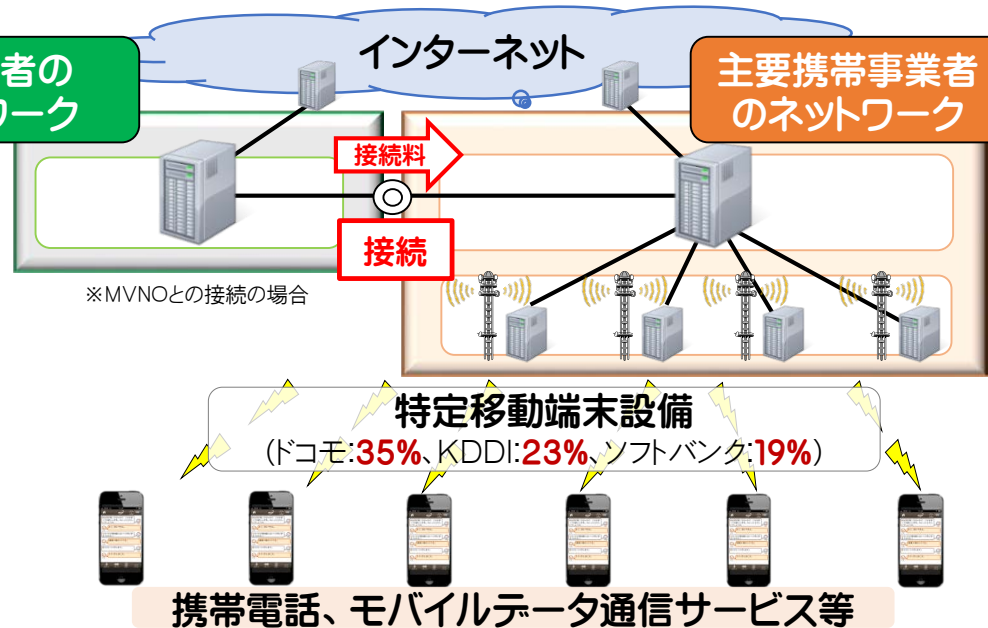 インターネット
者の
ワーク
主要携帯事業者
のネットワーク
接続料
接続
※MVNOとの接続の場合
特定移動端末設備
(ドコモ:35%、KDDI:23%、ソフトバンク:19%)
携帯電話、モバイルデータ通信サービス等